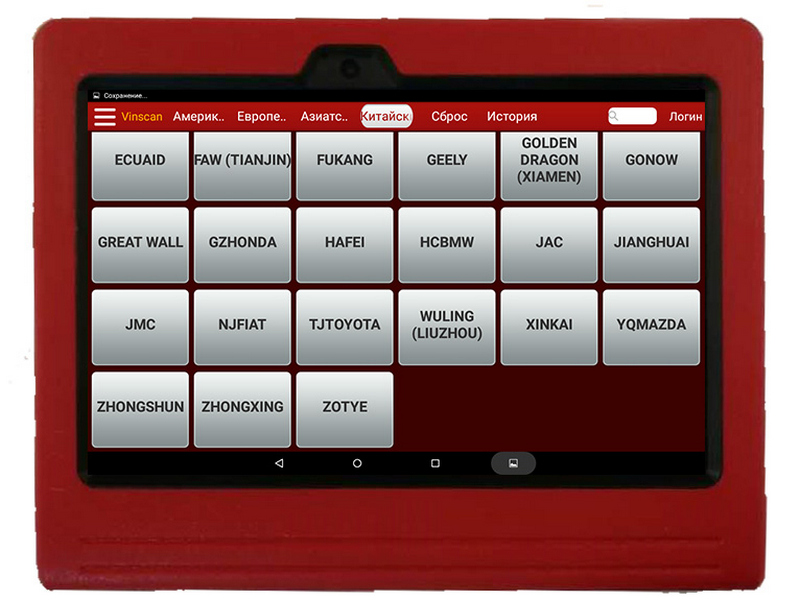 Сохранение...
Vinscan Америк.. Европе.. Азиатс.. Китайск Сброс История Логин
ECUAID FAW (TIANJIN) FUKANG GEELY GOLDEN DRAGON (XIAMEN) GONOW
GREAT WALL GZHONDA HAFEI HCBMW JAC JIANGHUAI
JMC NJFIAT TJTOYOTA WULING (LIUZHOU) XINKAI YQMAZDA
ZHONGSHUN ZHONGXING ZOTYE